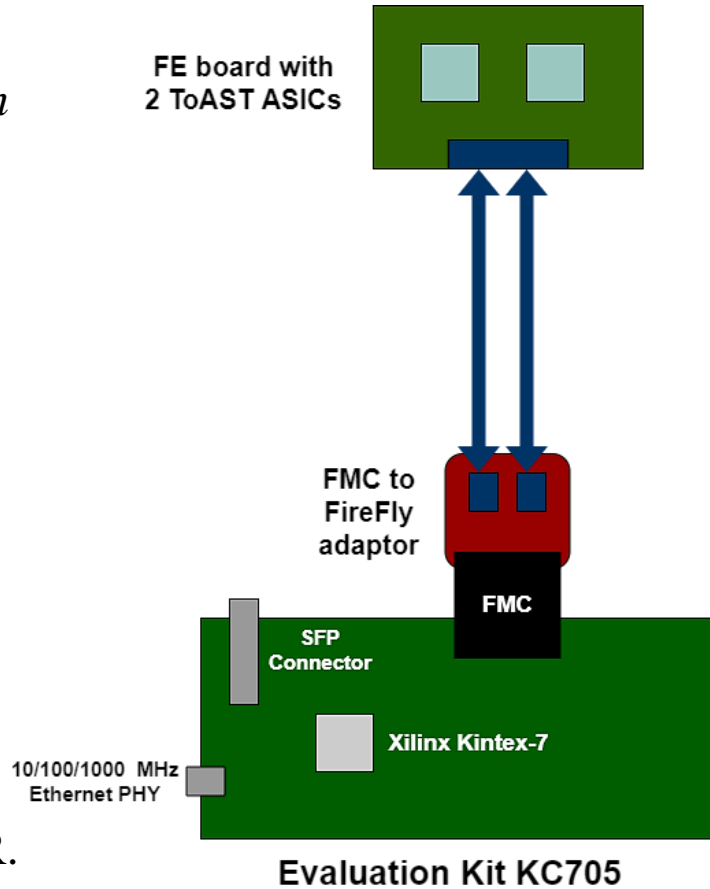 FE board with
2 ToAST ASICs
n
FMC to
FireFly
adaptor
FMC
SFP
Connector
Xilinx Kintex-7
10/100/1000 MHz
Ethernet PHY
.
Evaluation Kit KC705